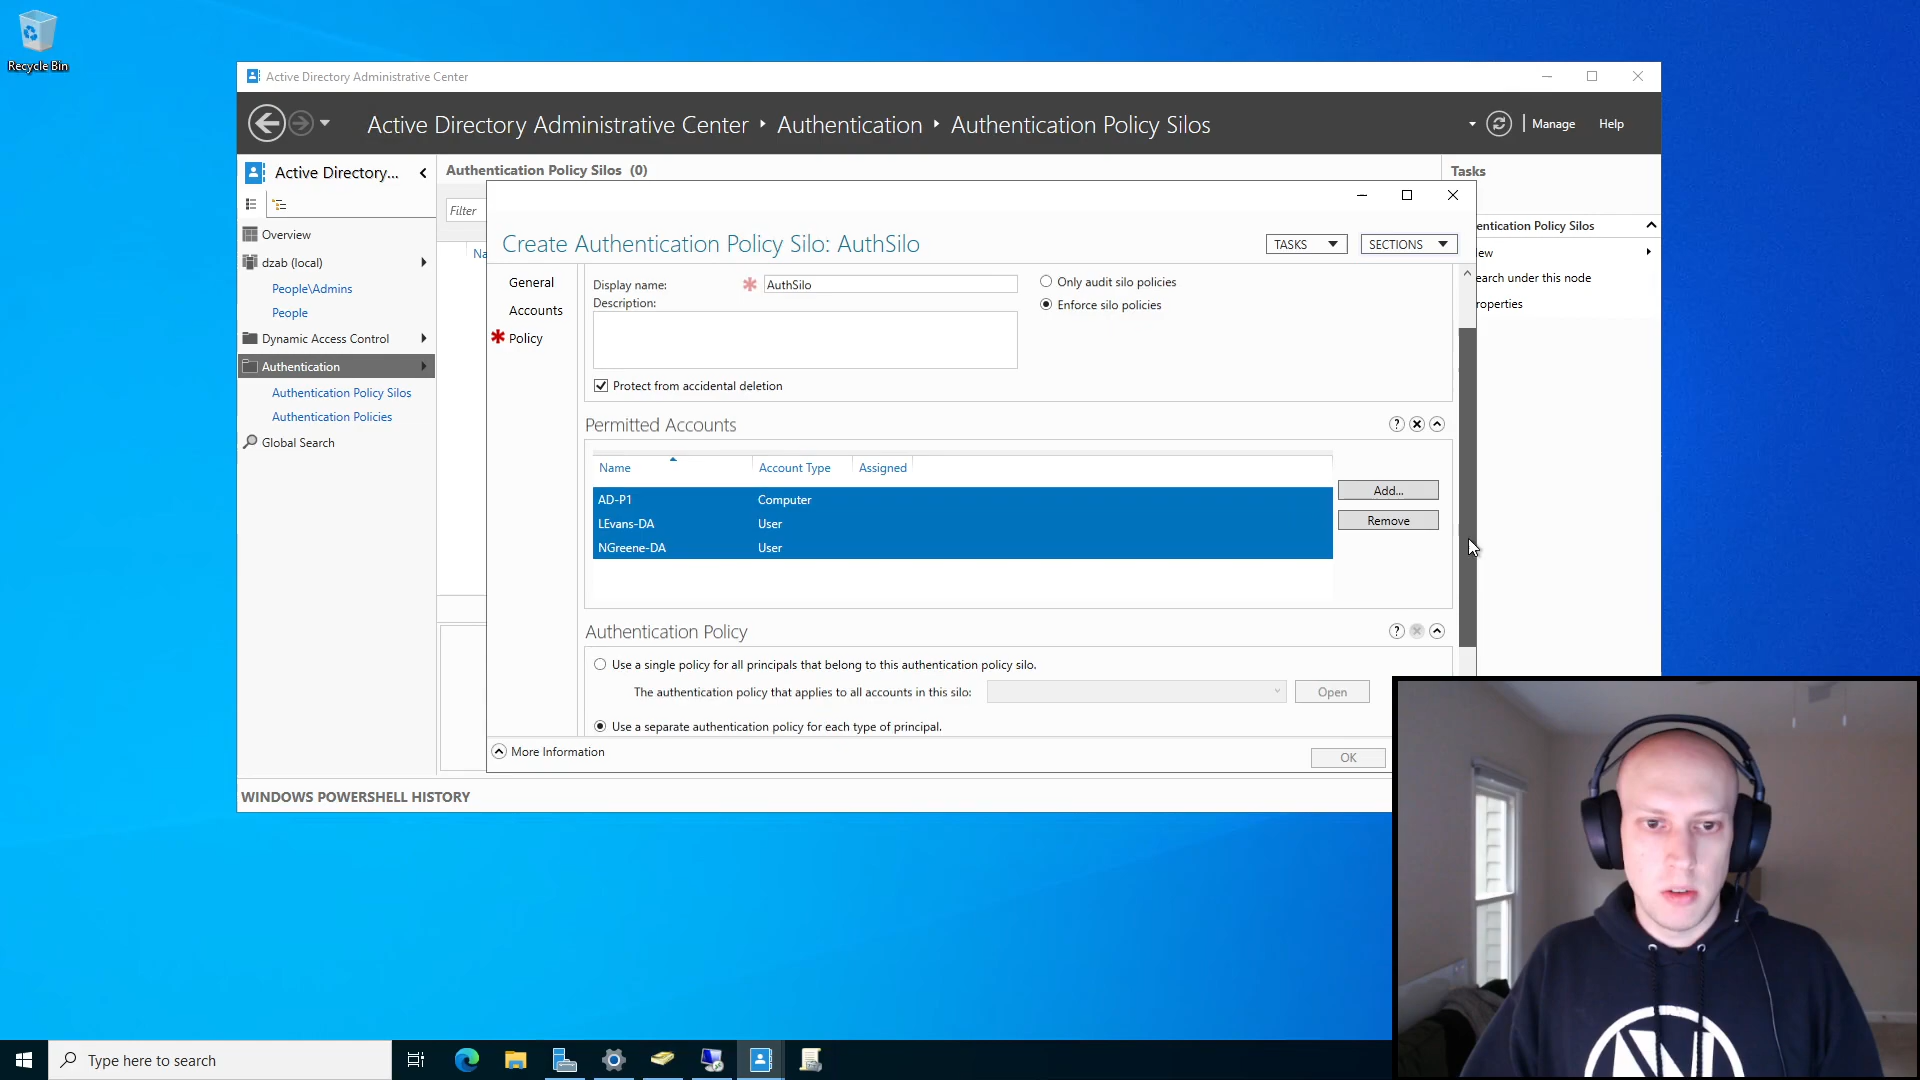 Recycle Bin
Active Directory Administrative Center
Active Directory Administrative Center
Authentication
Authentication Policy Silos
Manage
Help
Active Directory...
Authentication Policy Silos (0)
Tasks
Filter
Na
Overview
dzab (local)
People\Admins
People
Dynamic Access Control
Authentication
Authentication Policy Silos
Authentication Policies
Global Search
entication Policy Silos
ew
earch under this node
roperties
Create Authentication Policy Silo: AuthSilo
TASKS
SECTIONS
General
Accounts
* Policy
Display name: * AuthSilo
Description:
Only audit silo policies
Enforce silo policies
Protect from accidental deletion
Permitted Accounts
Name Account Type Assigned
AD-P1 Computer
LEvans-DA User
NGreene-DA User
Add...
Remove
Authentication Policy
Use a single policy for all principals that belong to this authentication policy silo.
The authentication policy that applies to all accounts in this silo:
Open
Use a separate authentication policy for each type of principal.
More Information
OK
WINDOWS POWERSHELL HISTORY
Type here to search